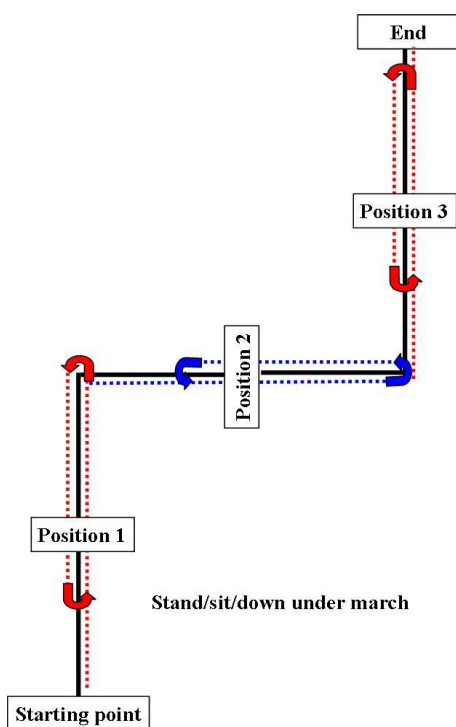 End
Position 3
Position 2
Position 1
Stand/sit/down under march
Starting point